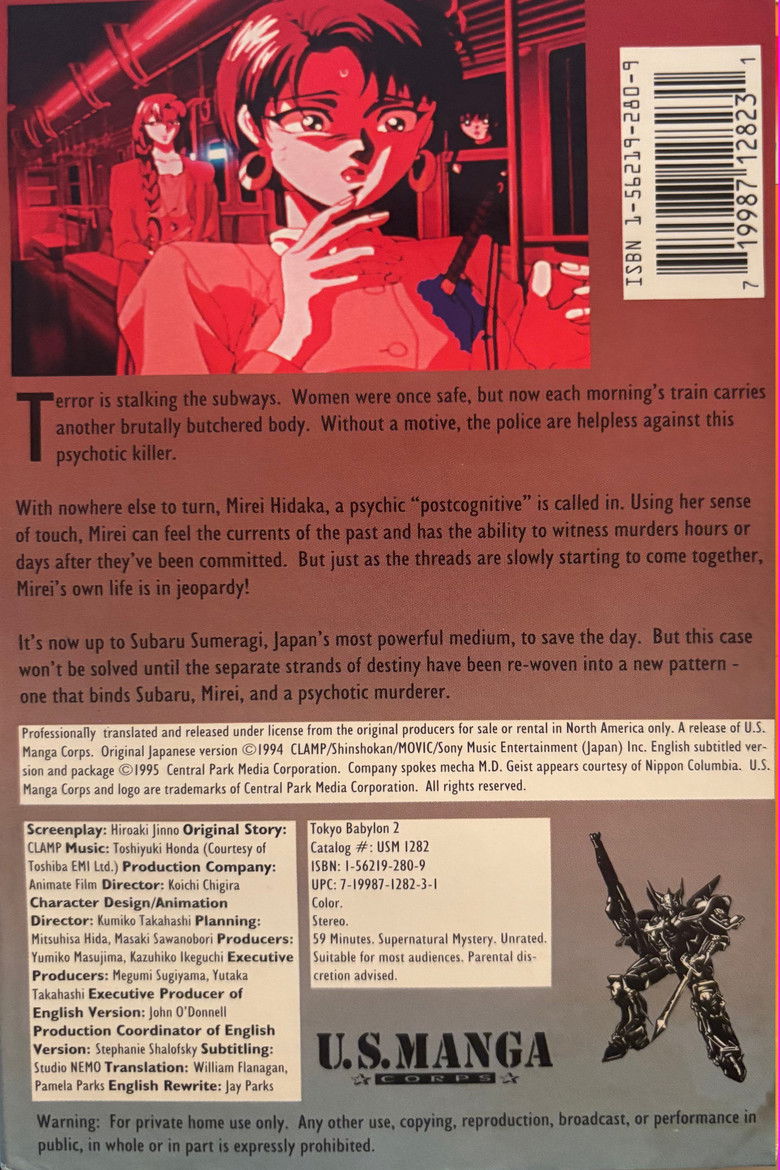 ISBN 1-56219-280-9
7 19987 12823 1
Terror is stalking the subways. Women were once safe, but now each morning's train carries
another brutally butchered body. Without a motive, the police are helpless against this
psychotic killer.
With nowhere else to turn, Mirei Hidaka, a psychic "postcognitive" is called in. Using her sense
of touch, Mirei can feel the currents of the past and has the ability to witness murders hours or
days after they've been committed. But just as the threads are slowly starting to come together,
Mirei's own life is in jeopardy!
It's now up to Subaru Sumeragi, Japan's most powerful medium, to save the day. But this case
won't be solved until the separate strands of destiny have been re-woven into a new pattern -
one that binds Subaru, Mirei, and a psychotic murderer.
Professionally translated and released under license from the original producers for sale or rental in North America only. A release of U.S.
Manga Corps. Original Japanese version ©1994 CLAMP/Shinshokan/MOVIC/Sony Music Entertainment (Japan) Inc. English subtitled ver-
sion and package ©1995 Central Park Media Corporation. Company spokes mecha M.D. Geist appears courtesy of Nippon Columbia. U.S.
Manga Corps and logo are trademarks of Central Park Media Corporation. All rights reserved.
Screenplay: Hiroaki Jinno Original Story:
CLAMP Music: Toshiyuki Honda (Courtesy of
Toshiba EMI Ltd.) Production Company:
Animate Film Director: Koichi Chigira
Character Design/Animation
Director: Kumiko Takahashi Planning:
Mitsuhisa Hida, Masaki Sawanobori Producers:
Yumiko Masujima, Kazuhiko Ikeguchi Executive
Producers: Megumi Sugiyama, Yutaka
Takahashi Executive Producer of
English Version: John O'Donnell
Production Coordinator of English
Version: Stephanie Shalofsky Subtitling:
Studio NEMO Translation: William Flanagan,
Pamela Parks English Rewrite: Jay Parks
Tokyo Babylon 2
Catalog #: USM 1282
ISBN: 1-56219-280-9
UPC: 7-19987-1282-3-1
Color.
Stereo.
59 Minutes. Supernatural Mystery. Unrated.
Suitable for most audiences. Parental dis-
cretion advised.
U.S.MANGA
CORPS
Warning: For private home use only. Any other use, copying, reproduction, broadcast, or performance in
public, in whole or in part is expressly prohibited.